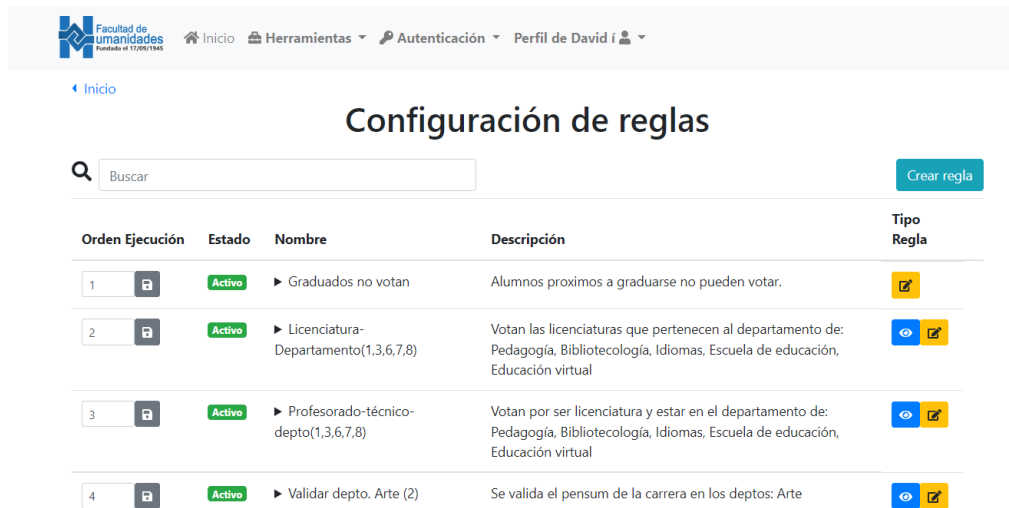 Facultad de
umanidades
Fundada el 17/09/1945
Inicio Herramientas Autenticación Perfil de David í
Inicio
Configuración de reglas
Buscar Crear regla
Orden Ejecución Estado Nombre Descripción Tipo Regla
1 Activo Graduados no votan Alumnos proximos a graduarse no pueden votar.
2 Activo Licenciatura- Votan las licenciaturas que pertenecen al departamento de:
Departamento(1,3,6,7,8) Pedagogía, Bibliotecología, Idiomas, Escuela de educación,
Educación virtual
3 Activo Profesorado-técnico- Votan por ser licenciatura y estar en el departamento de:
depto(1,3,6,7,8) Pedagogía, Bibliotecología, Idiomas, Escuela de educación,
Educación virtual
4 Activo Validar depto. Arte (2) Se valida el pensum de la carrera en los deptos: Arte